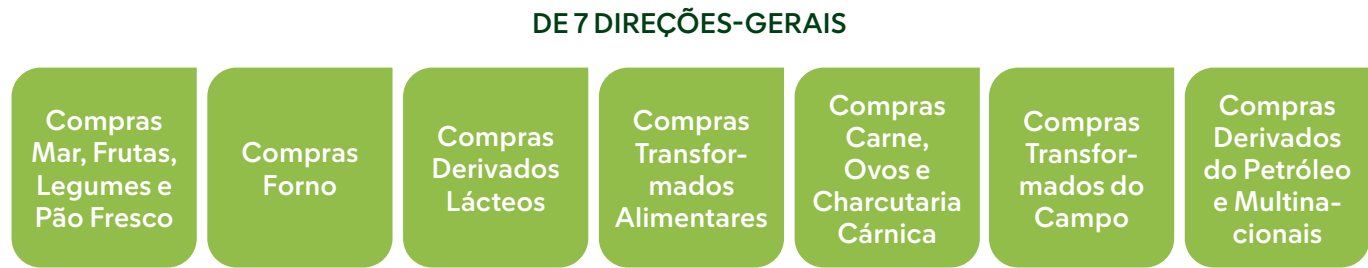 DE 7 DIREÇÕES-GERAIS
Compras
Mar, Frutas,
Legumes e
Pão Fresco
Compras
Forno
Compras
Derivados
Lácteos
Compras
Transfor-
mados
Alimentares
Compras
Carne,
Ovos e
Charcutaria
Cárnica
Compras
Transfor-
mados do
Campo
Compras
Derivados
do Petróleo
e Multina-
cionais